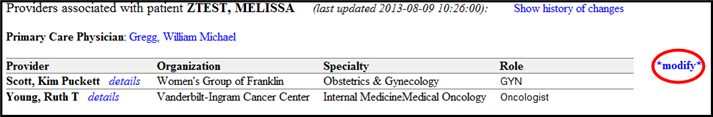 Providers associated with patient ZTEST, MELISSA (last updated 2013-08-09 10:26:00): Show history of changes
Primary Care Physician: Gregg, William Michael
Provider Organization Specialty Role *modify*
Scott, Kim Puckett details Women's Group of Franklin Obstetrics & Gynecology GYN
Young, Ruth T details Vanderbilt-Ingram Cancer Center Internal MedicineMedical Oncology Oncologist